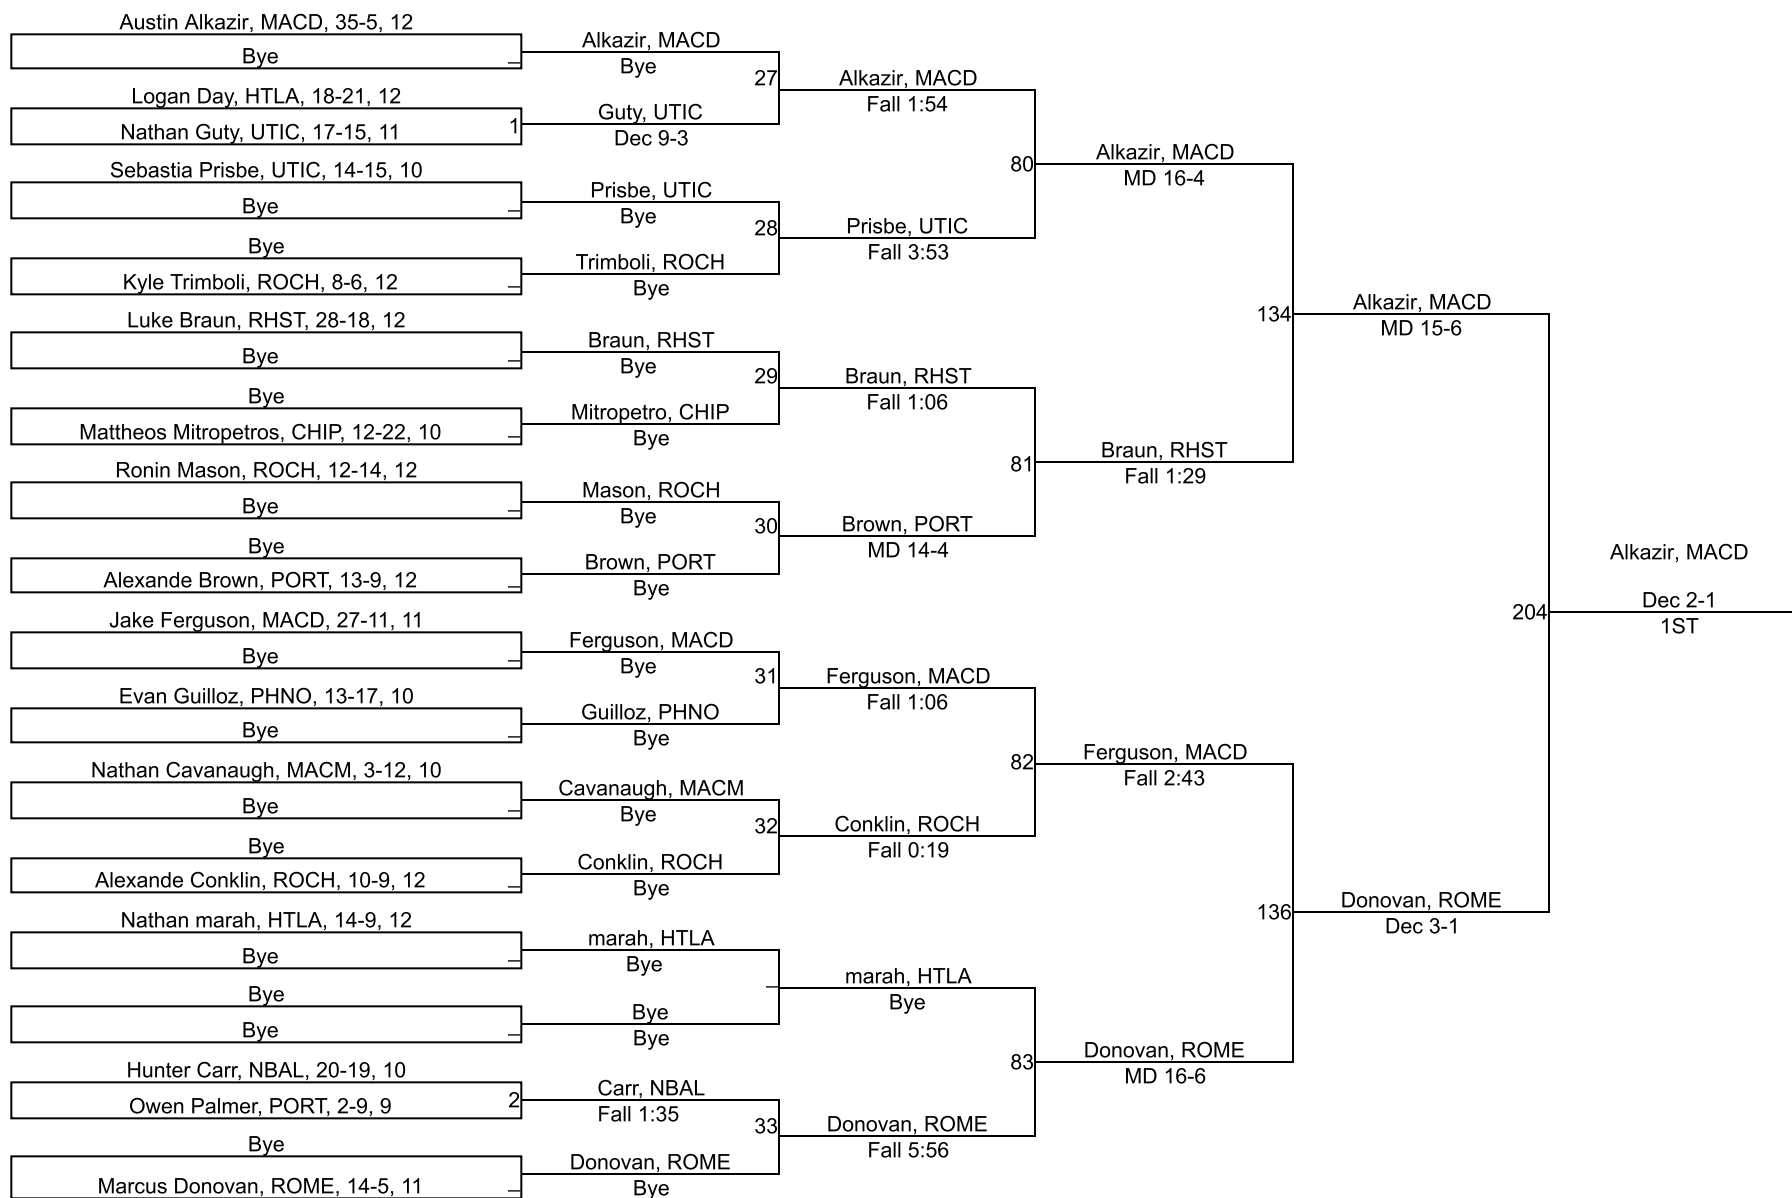 Austin Alkazir, MACD, 35-5, 12
Bye
Logan Day, HTLA, 18-21, 12
Nathan Guty, UTIC, 17-15, 11
1
Sebastia Prisbe, UTIC, 14-15, 10
Bye
Bye
Kyle Trimboli, ROCH, 8-6, 12
Luke Braun, RHST, 28-18, 12
Bye
Bye
Mattheos Mitropetros, CHIP, 12-22, 10
Ronin Mason, ROCH, 12-14, 12
Bye
Bye
Alexande Brown, PORT, 13-9, 12
Jake Ferguson, MACD, 27-11, 11
Bye
Evan Guilloz, PHNO, 13-17, 10
Bye
Nathan Cavanaugh, MACM, 3-12, 10
Bye
Bye
Alexande Conklin, ROCH, 10-9, 12
Nathan marah, HTLA, 14-9, 12
Bye
Bye
Bye
Hunter Carr, NBAL, 20-19, 10
Owen Palmer, PORT, 2-9, 9
2
Bye
Marcus Donovan, ROME, 14-5, 11
Alkazir, MACD
Bye
27
Guty, UTIC
Dec 9-3
Prisbe, UTIC
Bye
28
Trimboli, ROCH
Bye
Braun, RHST
Bye
29
Mitropetro, CHIP
Bye
Mason, ROCH
Bye
30
Brown, PORT
Bye
Ferguson, MACD
Bye
31
Guilloz, PHNO
Bye
Cavanaugh, MACM
Bye
32
Conklin, ROCH
Bye
marah, HTLA
Bye
Bye
Bye
Carr, NBAL
Fall 1:35
33
Donovan, ROME
Bye
Alkazir, MACD
Fall 1:54
80
Prisbe, UTIC
Fall 3:53
Braun, RHST
Fall 1:06
81
Brown, PORT
MD 14-4
Ferguson, MACD
Fall 1:06
82
Conklin, ROCH
Fall 0:19
marah, HTLA
Bye
83
Donovan, ROME
Fall 5:56
Alkazir, MACD
MD 16-4
134
Braun, RHST
Fall 1:29
Ferguson, MACD
Fall 2:43
136
Donovan, ROME
MD 16-6
Alkazir, MACD
MD 15-6
204
Donovan, ROME
Dec 3-1
Alkazir, MACD
Dec 2-1
1ST